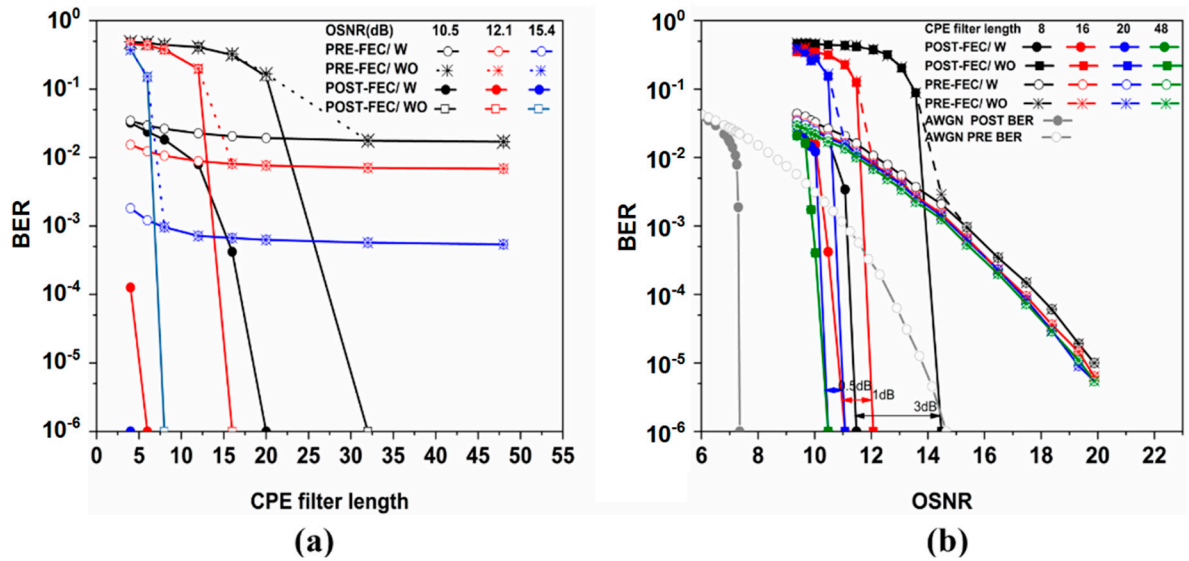 OSNR(dB) 10.5 12.1 15.4
PRE-FEC/ W
PRE-FEC/ WO
POST-FEC/ W
POST-FEC/ WO
BER
10^0
10^-1
10^-2
10^-3
10^-4
10^-5
10^-6
0 5 10 15 20 25 30 35 40 45 50 55
CPE filter length
(a)
CPE filter length 8 16 20 48
POST-FEC/ W
POST-FEC/ WO
PRE-FEC/ W
PRE-FEC/ WO
AWGN POST BER
AWGN PRE BER
BER
10^0
10^-1
10^-2
10^-3
10^-4
10^-5
10^-6
0.5dB
1dB
3dB
6 8 10 12 14 16 18 20 22
OSNR
(b)